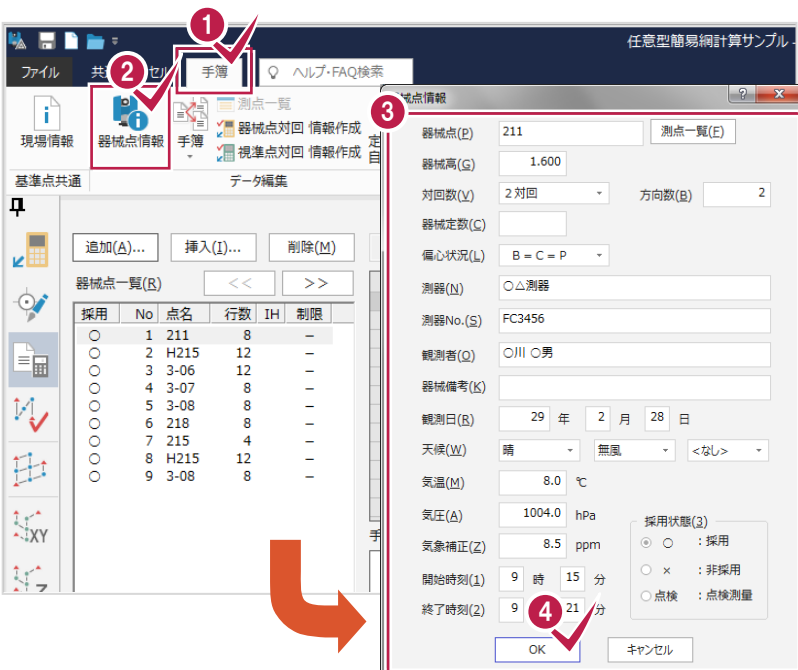 任意型簡易網計算サンプル -
ファイル 手簿 ヘルプ・FAQ検索
1
2
現場情報 器械点情報 手簿
測点一覧
器械点対回 情報作成
視準点対回 情報作成
基準点共通 データ編集
追加(A)... 挿入(I)... 削除(M)
器械点一覧(R) << >>
採用 No 点名 行数 IH 制限
○ 1 211 8 −
○ 2 H215 12 −
○ 3 3-06 12 −
○ 4 3-07 8 −
○ 5 3-08 8 −
○ 6 218 8 −
○ 7 215 4 −
○ 8 H215 12 −
○ 9 3-08 8 −
XY
Z
手
3
械点情報 ? x
器械点(P) 211 測点一覧(F)
器械高(G) 1.600
対回数(V) 2対回 方向数(B) 2
器械定数(C)
偏心状況(L) B = C = P
測器(N) ○△測器
測器No.(S) FC3456
観測者(O) ○川 ○男
器械備考(K)
観測日(R) 29 年 2 月 28 日
天候(W) 晴 無風 <なし>
気温(M) 8.0 ℃
気圧(A) 1004.0 hPa
気象補正(Z) 8.5 ppm
開始時刻(1) 9 時 15 分
終了時刻(2) 9 21 分
採用状態(3)
○ :採用
× :非採用
点検 :点検測量
4
OK キャンセル